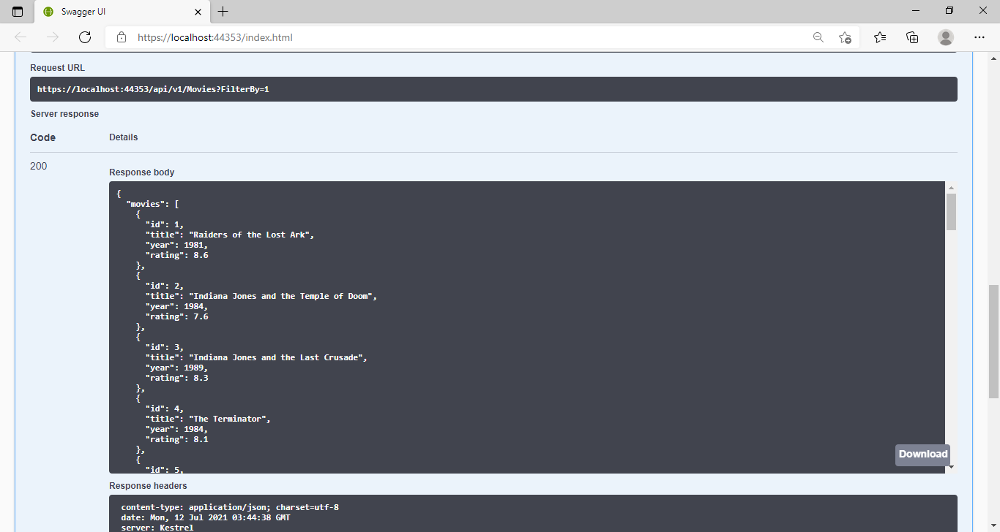 Swagger UI
https://localhost:44353/index.html
Request URL
https://localhost:44353/api/v1/Movies?FilterBy=1
Server response
Code Details
200
Response body
{
"movies": [
{
"id": 1,
"title": "Raiders of the Lost Ark",
"year": 1981,
"rating": 8.6
},
{
"id": 2,
"title": "Indiana Jones and the Temple of Doom",
"year": 1984,
"rating": 7.6
},
{
"id": 3,
"title": "Indiana Jones and the Last Crusade",
"year": 1989,
"rating": 8.3
},
{
"id": 4,
"title": "The Terminator",
"year": 1984,
"rating": 8.1
},
{
"id": 5,
Download
Response headers
content-type: application/json; charset=utf-8
date: Mon, 12 Jul 2021 03:44:38 GMT
server: Kestrel